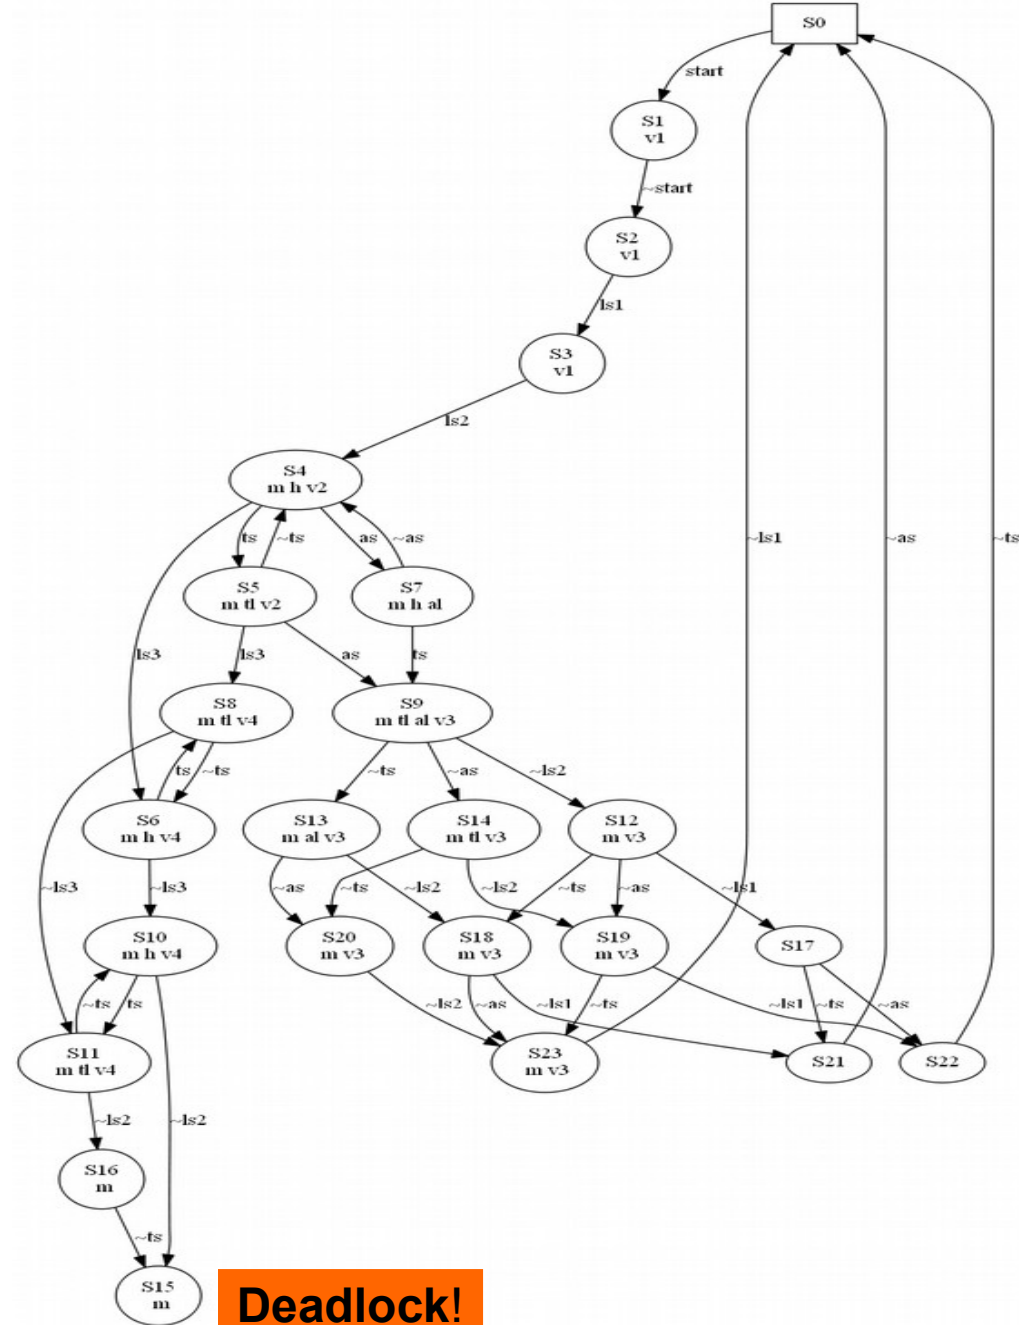 S0
start
S1
v1
~start
S2
v1
ls1
S3
v1
ls2
S4
m h v2
ts
~ts
as
~as
~ls1
~as
~ts
S5
m tl v2
S7
m h al
ls3
ls3
as
ts
S8
m tl v4
S9
m tl al v3
ts
~ts
~ts
~as
~ls2
S6
m h v4
S13
m al v3
S14
m tl v3
S12
m v3
~ls3
~ls3
~as
~ts
~ls2
~ls2
~ts
~as
~ls1
S10
m h v4
S20
m v3
S18
m v3
S19
m v3
S17
~ts
ts
~ls2
~as
~ls1
~ts
~ls1
~ts
~as
S11
m tl v4
S23
m v3
S21
S22
~ls2
~ls2
S16
m
~ts
S15
m
Deadlock!